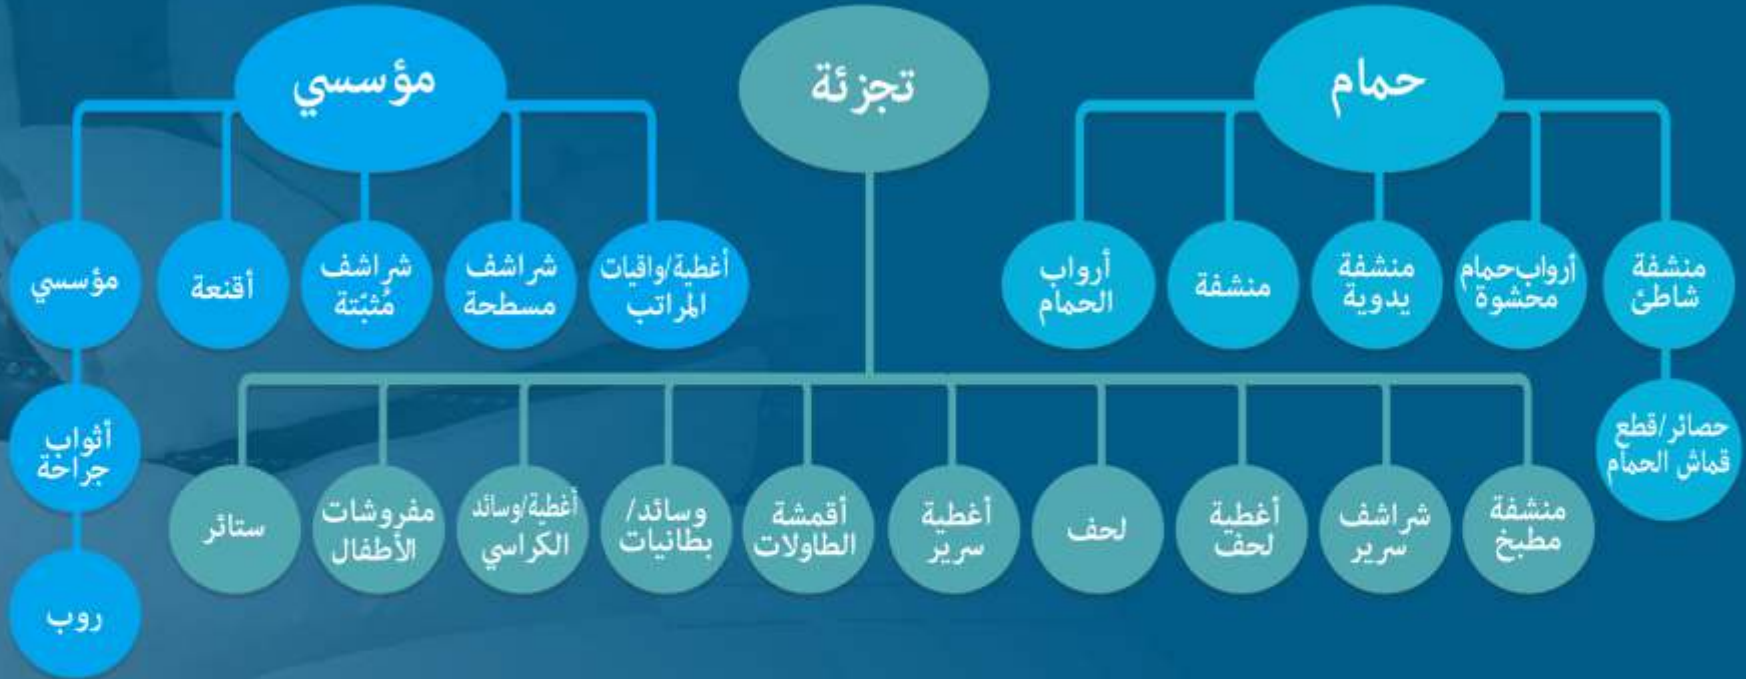 حمام
تجزئة
مؤسسي
منشفة
شاطئ
أرواب حمام
محشوة
منشفة
يدوية
منشفة
أرواب
الحمام
أغطية/واقيات
المراتب
شراشف
مسطحة
شراشف
مُثبّتة
أقنعة
مؤسسي
حصائر/قطع
قماش الحمام
أثواب
جراحة
منشفة
مطبخ
شراشف
سرير
أغطية
لحف
لحف
أغطية
سرير
أقمشة
الطاولات
وسائد/
بطانيات
أغطية/وسائد
الكراسي
مفروشات
الأطفال
ستائر
روب